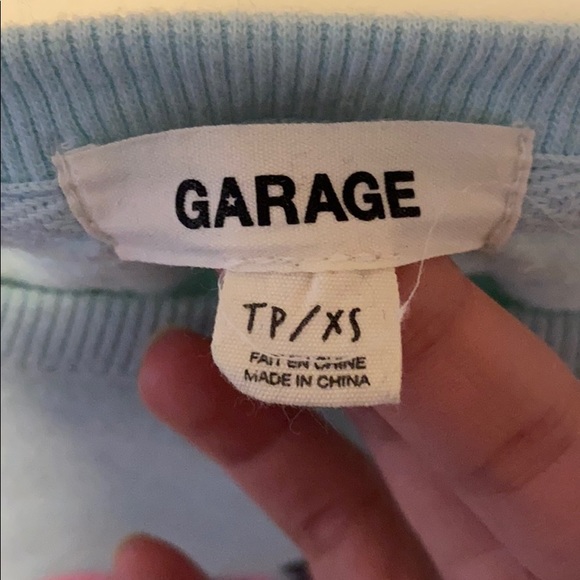 GARAGE
TP/XS
FAIT EN CHINE
MADE IN CHINA